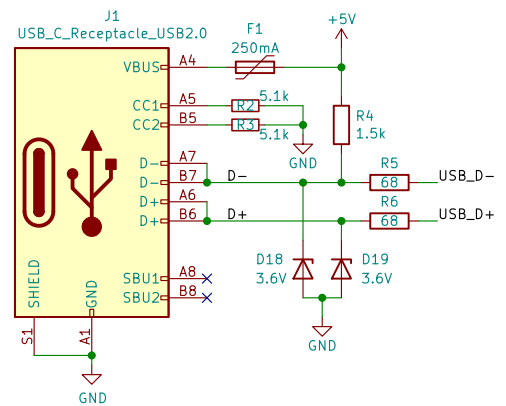 J1
USB_C_Receptacle_USB2.0
F1
250mA
+5V
VBUS A4
CC1 A5
R2 5.1k
CC2 B5
R3 5.1k
GND
R4
1.5k
D- A7
D- B7
D-
R5
68
USB_D-
D+ A6
D+ B6
D+
R6
68
USB_D+
D18
3.6V
D19
3.6V
GND
SBU1 A8
SBU2 B8
SHIELD
S1
GND
A1
GND